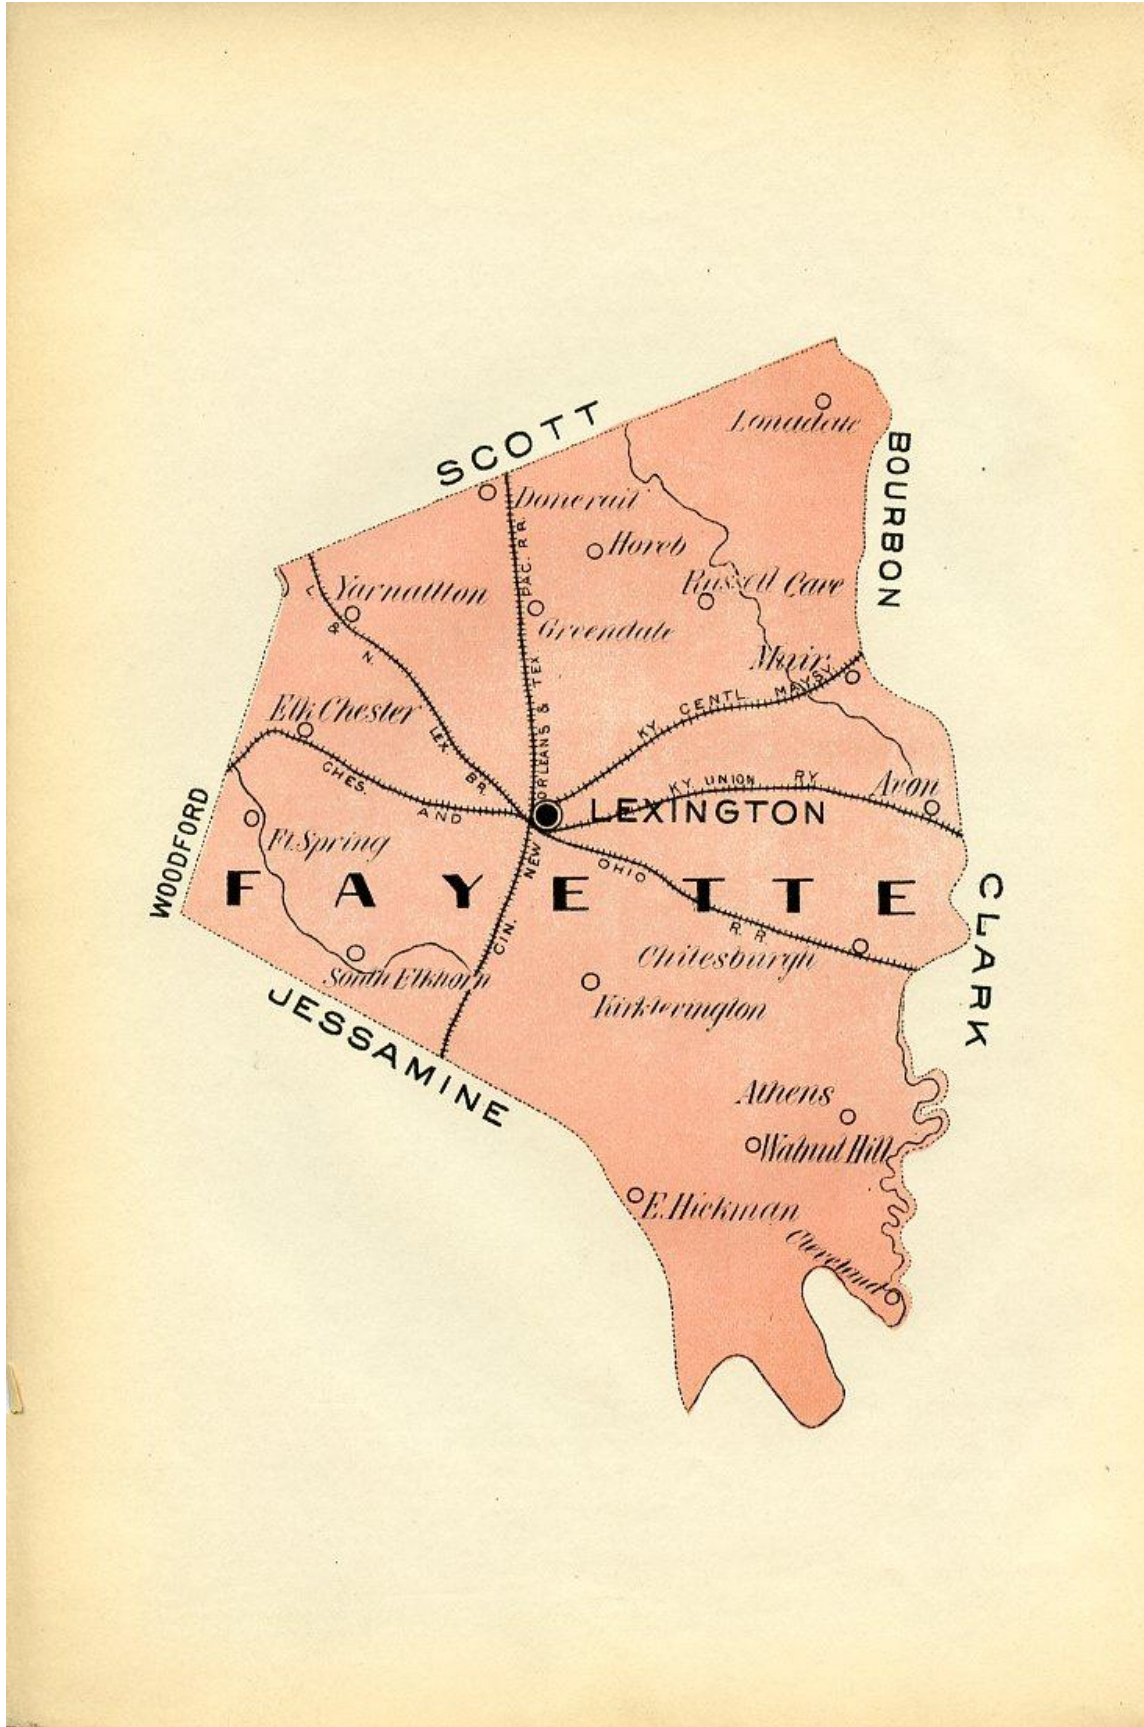 Lonadale
SCOTT
BOURBON
Donerail
Horeb
Yarnallton
Russell Cave
Greendale
Muir
Elk Chester
L. & N. LEX. BR.
CIN. NEW ORLEANS & TEX PAC. R R.
KY. CENTL MAYSV.
CHES. AND OHIO R. R.
KY UNION RY
Avon
LEXINGTON
WOODFORD
Ft. Spring
FAYETTE
CLARK
Chilesburgh
South Elkhorn
Kirklevington
JESSAMINE
Athens
Walnut Hill
E. Hickman
Cleveland